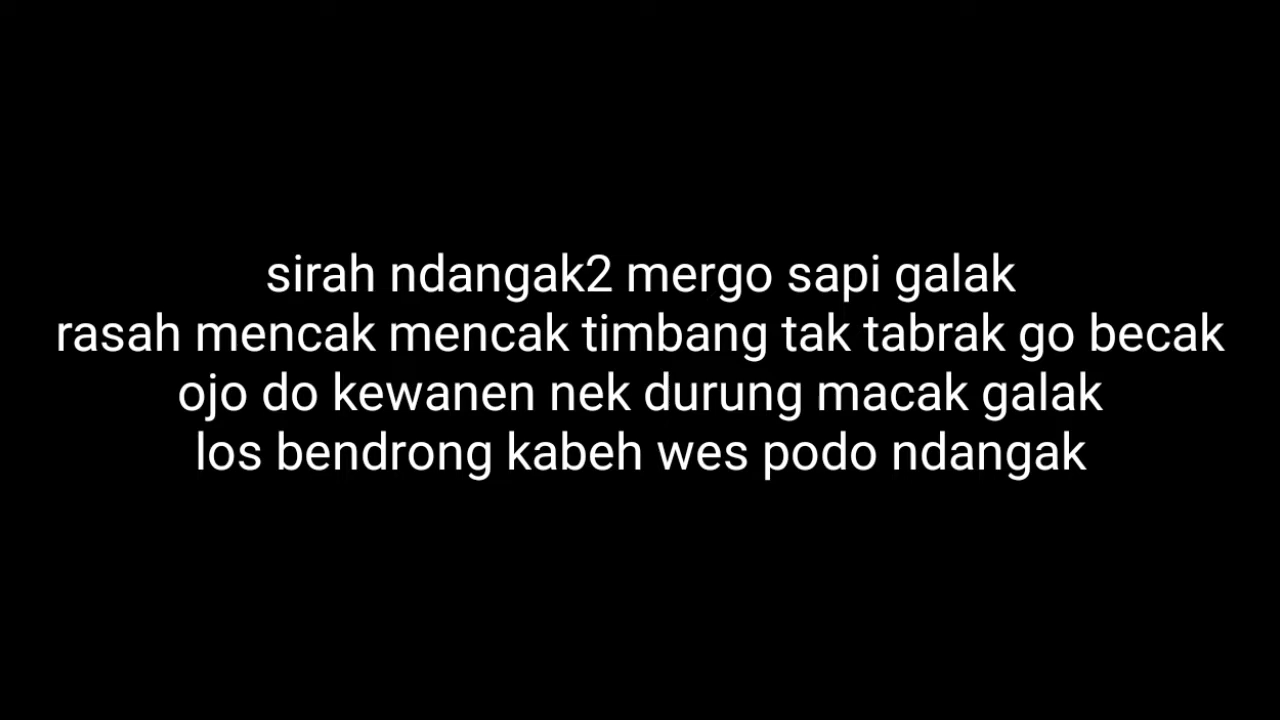 sirah ndangak2 mergo sapi galak
rasah mencak mencak timbang tak tabrak go becak
ojo do kewanen nek durung macak galak
los bendrong kabeh wes podo ndangak